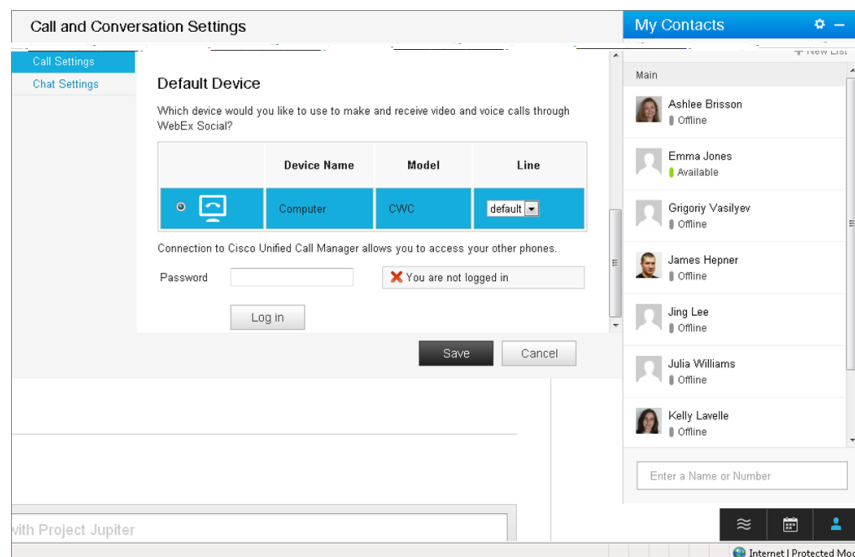 Call and Conversation Settings
My Contacts
Call Settings
Chat Settings
Default Device
Which device would you like to use to make and receive video and voice calls through
WebEx Social?
Device Name Model Line
Computer CWC default
Connection to Cisco Unified Call Manager allows you to access your other phones.
Password
You are not logged in
Log in
Save Cancel
New List
Main
Ashlee Brisson
Offline
Emma Jones
Available
Grigoriy Vasilyev
Offline
James Hepner
Offline
Jing Lee
Offline
Julia Williams
Offline
Kelly Lavelle
Offline
Enter a Name or Number
with Project Jupiter
Internet | Protected Mod